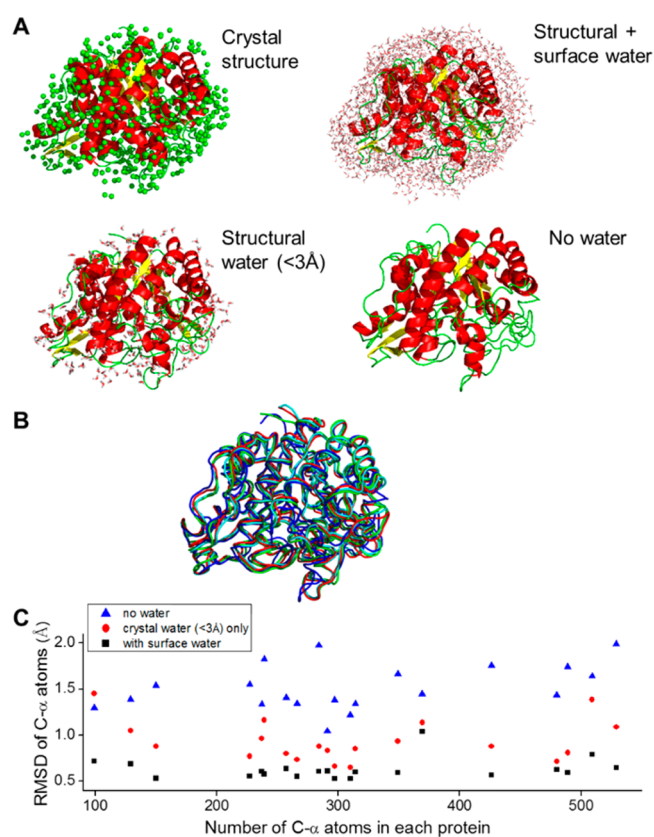 A
Crystal
structure
Structural +
surface water
Structural
water (<3Å)
No water
B
C
no water
crystal water (<3Å) only
with surface water
RMSD of C-α atoms (Å)
2.0
1.5
1.0
0.5
100 200 300 400 500
Number of C-α atoms in each protein